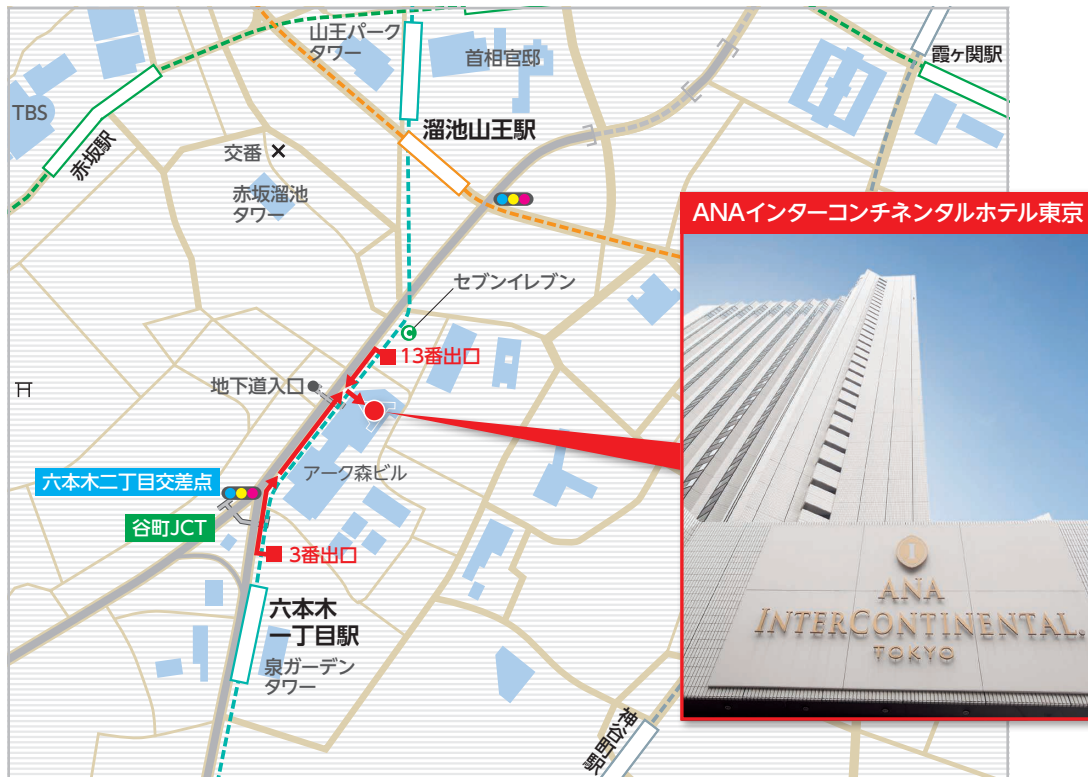 山王パーク
タワー
首相官邸
霞ヶ関駅
TBS
赤坂駅
溜池山王駅
交番
赤坂溜池
タワー
ANAインターコンチネンタルホテル東京
セブンイレブン
C
13番出口
地下道入口
アーク森ビル
六本木二丁目交差点
谷町JCT
3番出口
六本木
一丁目駅
泉ガーデン
タワー
神谷町駅
ANA
INTERCONTINENTAL®
TOKYO